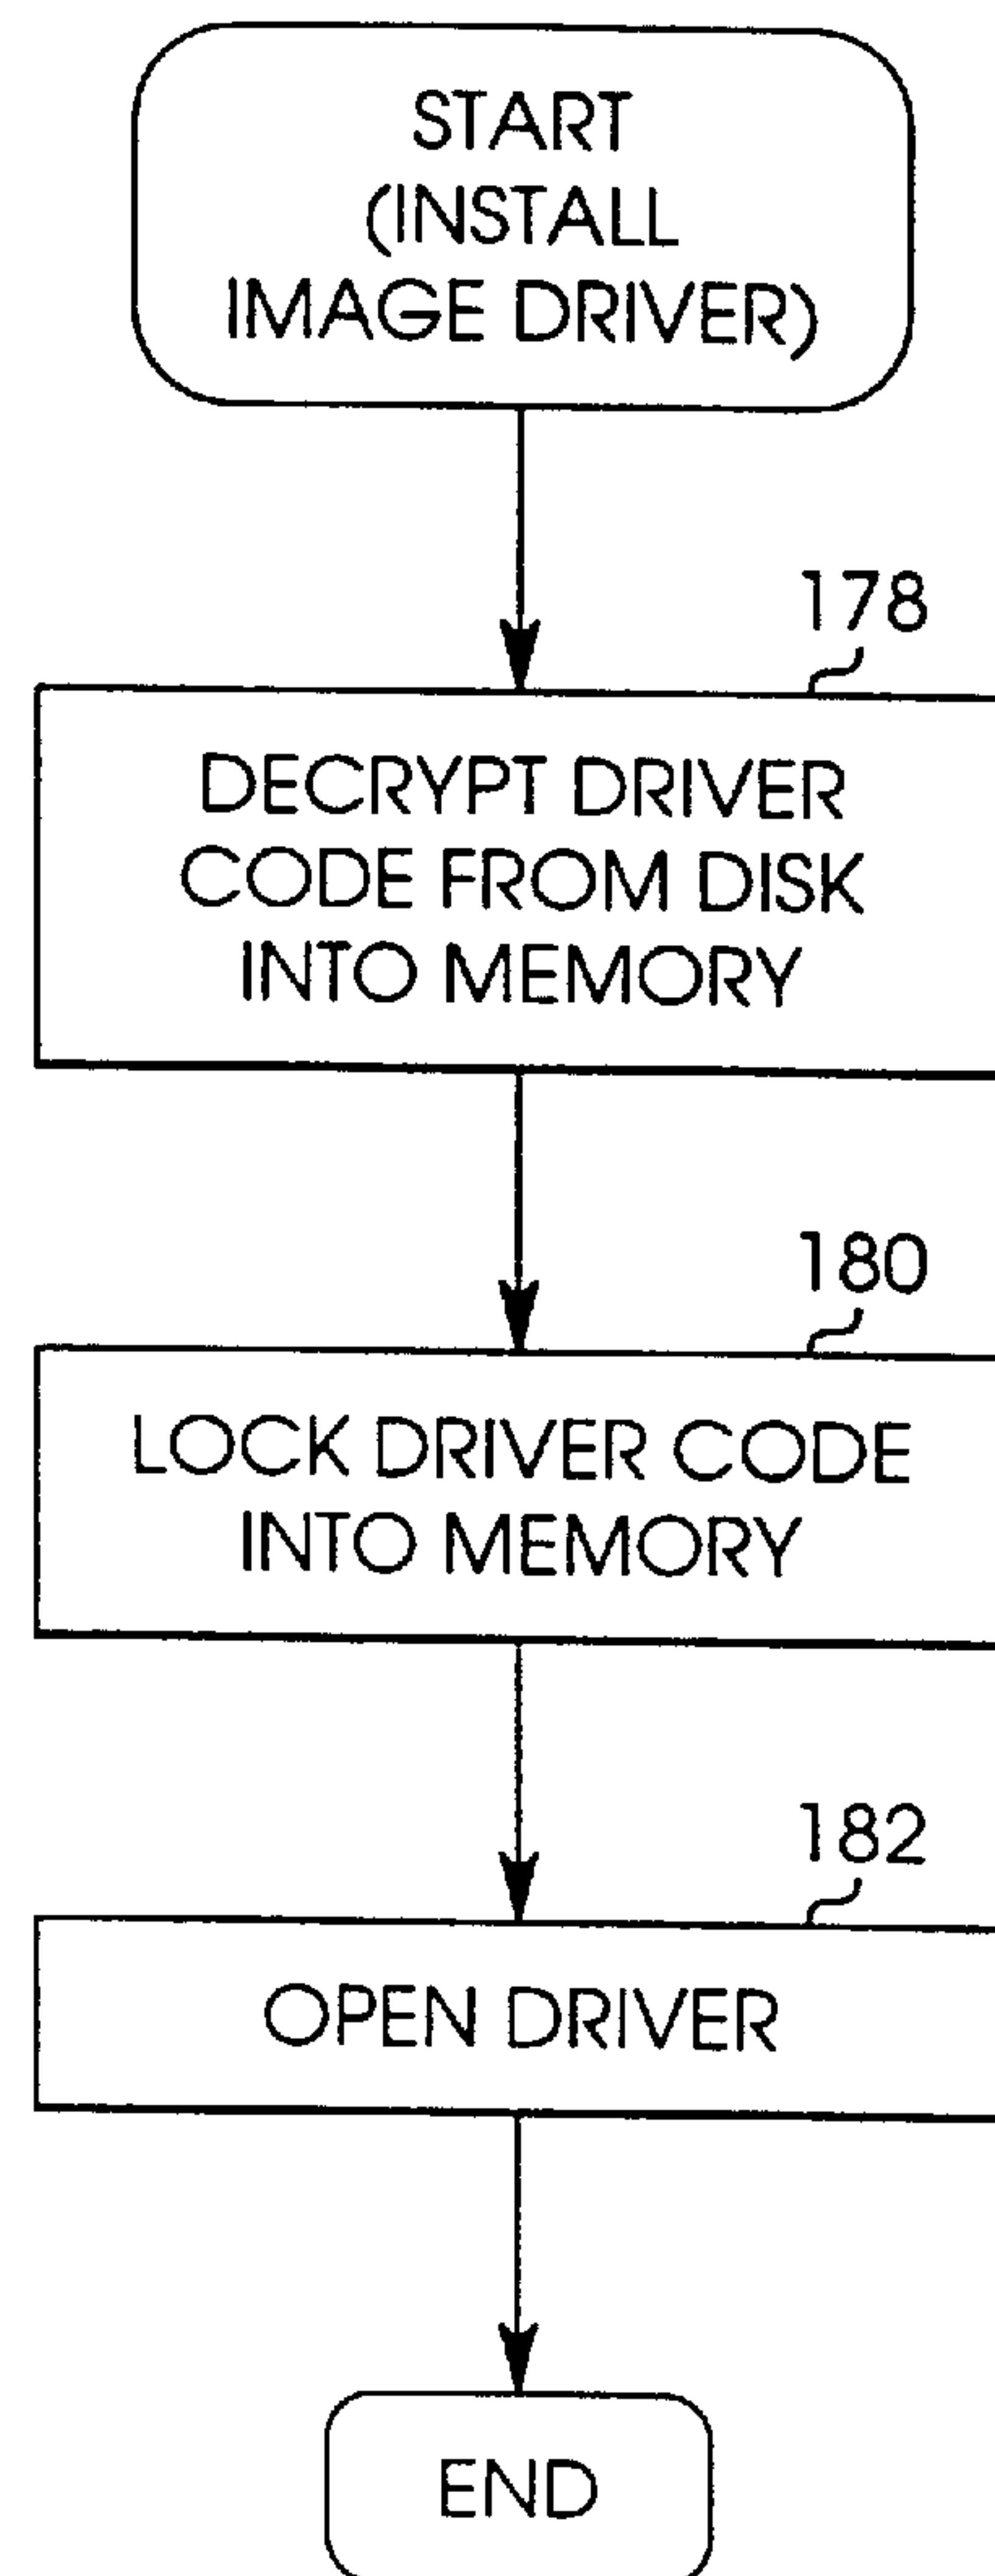 START
(INSTALL
IMAGE DRIVER)
178
DECRYPT DRIVER
CODE FROM DISK
INTO MEMORY
180
LOCK DRIVER CODE
INTO MEMORY
182
OPEN DRIVER
END